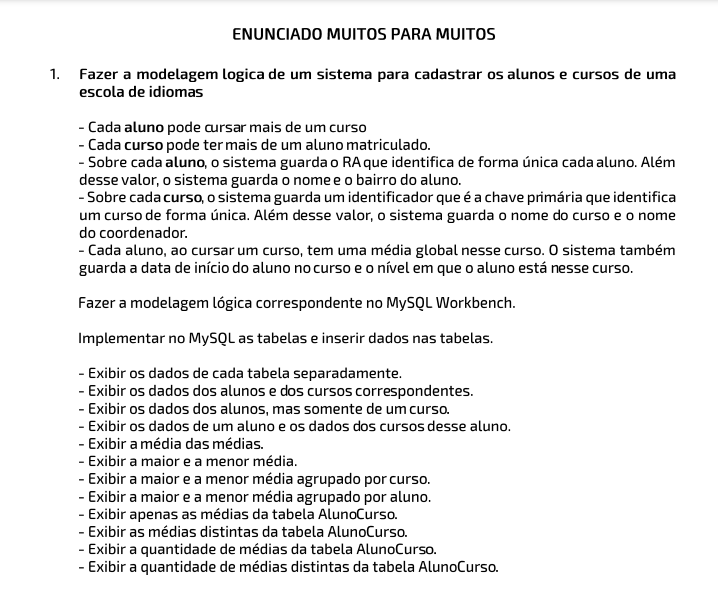 ENUNCIADO MUITOS PARA MUITOS
1. Fazer a modelagem logica de um sistema para cadastrar os alunos e cursos de uma
escola de idiomas
- Cada aluno pode cursar mais de um curso
- Cada curso pode ter mais de um aluno matriculado.
- Sobre cada aluno, o sistema guarda o RA que identifica de forma única cada aluno. Além
desse valor, o sistema guarda o nome e o bairro do aluno.
- Sobre cada curso, o sistema guarda um identificador que é a chave primária que identifica
um curso de forma única. Além desse valor, o sistema guarda o nome do curso e o nome
do coordenador.
- Cada aluno, ao cursar um curso, tem uma média global nesse curso. O sistema também
guarda a data de início do aluno no curso e o nível em que o aluno está nesse curso.
Fazer a modelagem lógica correspondente no MySQL Workbench.
Implementar no MySQL as tabelas e inserir dados nas tabelas.
- Exibir os dados de cada tabela separadamente.
- Exibir os dados dos alunos e dos cursos correspondentes.
- Exibir os dados dos alunos, mas somente de um curso.
- Exibir os dados de um aluno e os dados dos cursos desse aluno.
- Exibir a média das médias.
- Exibir a maior e a menor média.
- Exibir a maior e a menor média agrupado por curso.
- Exibir a maior e a menor média agrupado por aluno.
- Exibir apenas as médias da tabela AlunoCurso.
- Exibir as médias distintas da tabela AlunoCurso.
- Exibir a quantidade de médias da tabela AlunoCurso.
- Exibir a quantidade de médias distintas da tabela AlunoCurso.